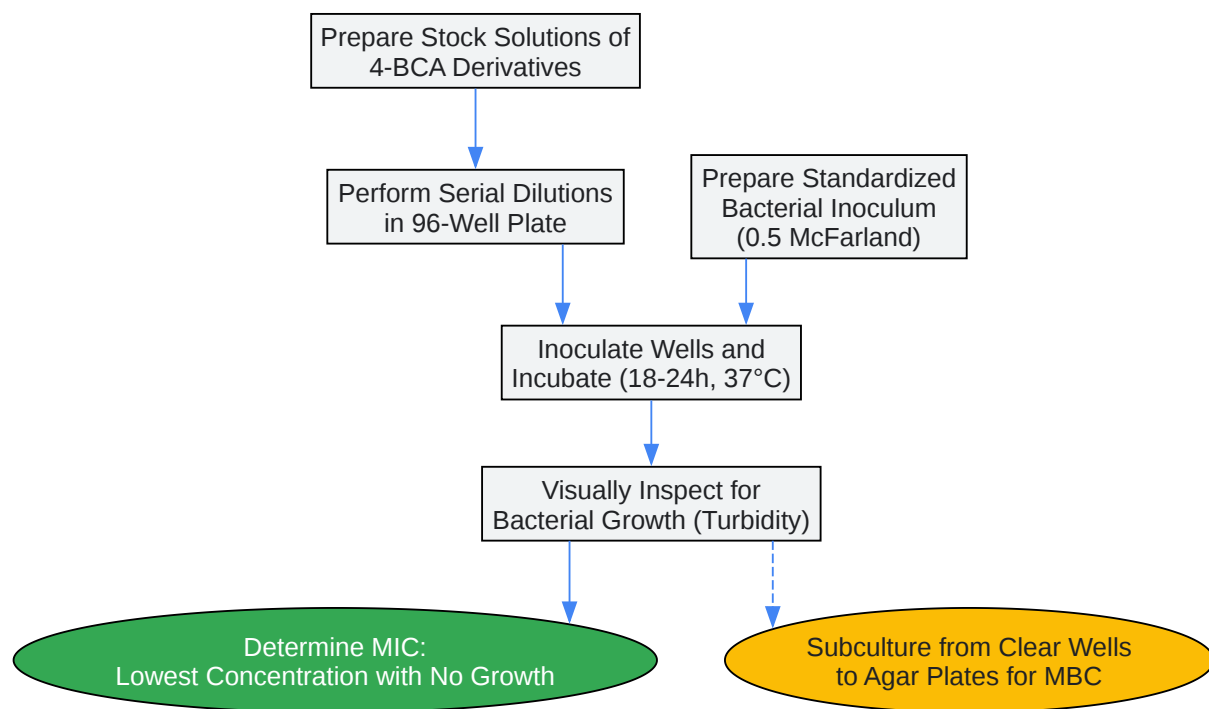 Prepare Stock Solutions of
4-BCA Derivatives
Perform Serial Dilutions
in 96-Well Plate
Prepare Standardized
Bacterial Inoculum
(0.5 McFarland)
Inoculate Wells and
Incubate (18-24h, 37°C)
Visually Inspect for
Bacterial Growth (Turbidity)
Determine MIC:
Lowest Concentration with No Growth
Subculture from Clear Wells
to Agar Plates for MBC